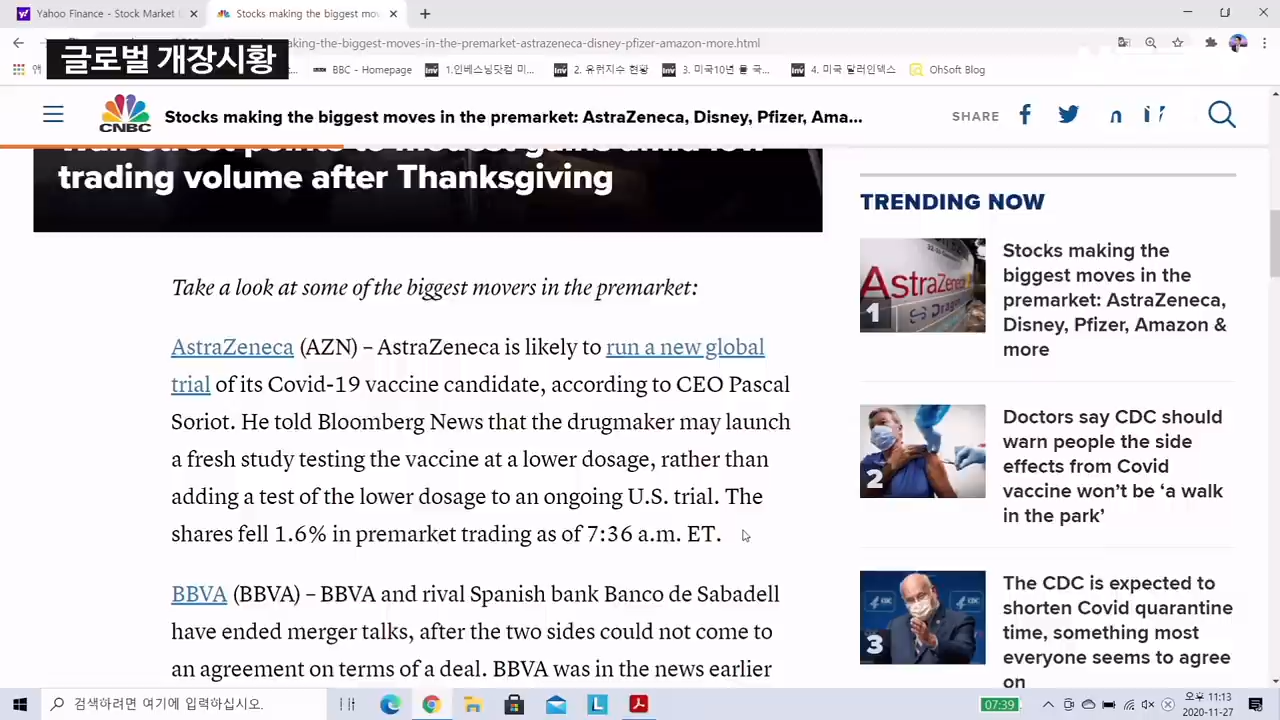 Yahoo Finance - Stock Market
Stocks making the biggest mov
글로벌 개장시황
aking-the-biggest-moves-in-the-premarket-astrazeneca-disney-pfizer-amazon-more.html
BBC - Homepage
1.인베스닝닷컴 미...
2. 유럽지수 현황
3. 미국10년 물 국...
4. 미국 달러인덱스
OhSoft Blog
CNBC
Stocks making the biggest moves in the premarket: AstraZeneca, Disney, Pfizer, Ama...
SHARE
Wall Street points to modest gains amid low
trading volume after Thanksgiving
Take a look at some of the biggest movers in the premarket:
AstraZeneca (AZN) – AstraZeneca is likely to run a new global
trial of its Covid-19 vaccine candidate, according to CEO Pascal
Soriot. He told Bloomberg News that the drugmaker may launch
a fresh study testing the vaccine at a lower dosage, rather than
adding a test of the lower dosage to an ongoing U.S. trial. The
shares fell 1.6% in premarket trading as of 7:36 a.m. ET.
BBVA (BBVA) – BBVA and rival Spanish bank Banco de Sabadell
have ended merger talks, after the two sides could not come to
an agreement on terms of a deal. BBVA was in the news earlier
TRENDING NOW
AstraZeneca
1
Stocks making the
biggest moves in the
premarket: AstraZeneca,
Disney, Pfizer, Amazon &
more
2
Doctors say CDC should
warn people the side
effects from Covid
vaccine won't be 'a walk
in the park'
3
The CDC is expected to
shorten Covid quarantine
time, something most
everyone seems to agree
on
검색하려면 여기에 입력하십시오.
07:39
오후 11:13
2020-11-27